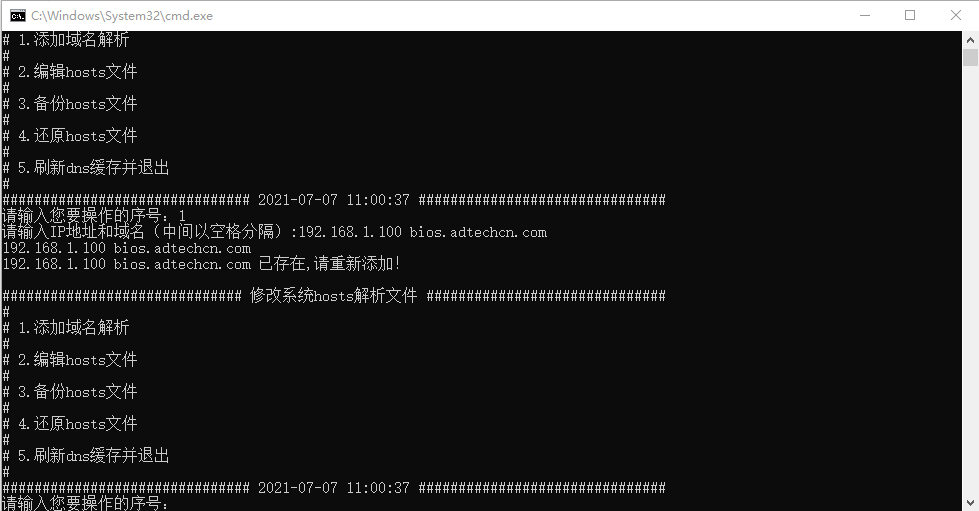 C:\Windows\System32\cmd.exe
# 1.添加域名解析
#
# 2.编辑hosts文件
#
# 3.备份hosts文件
#
# 4.还原hosts文件
#
# 5.刷新dns缓存并退出
#
############################### 2021-07-07 11:00:37 ###############################
请输入您要操作的序号：1
请输入IP地址和域名（中间以空格分隔）:192.168.1.100 bios.adtechcn.com
192.168.1.100 bios.adtechcn.com
192.168.1.100 bios.adtechcn.com 已存在,请重新添加!
############################## 修改系统hosts解析文件 ##############################
#
# 1.添加域名解析
#
# 2.编辑hosts文件
#
# 3.备份hosts文件
#
# 4.还原hosts文件
#
# 5.刷新dns缓存并退出
#
############################### 2021-07-07 11:00:37 ###############################
请输入您要操作的序号：